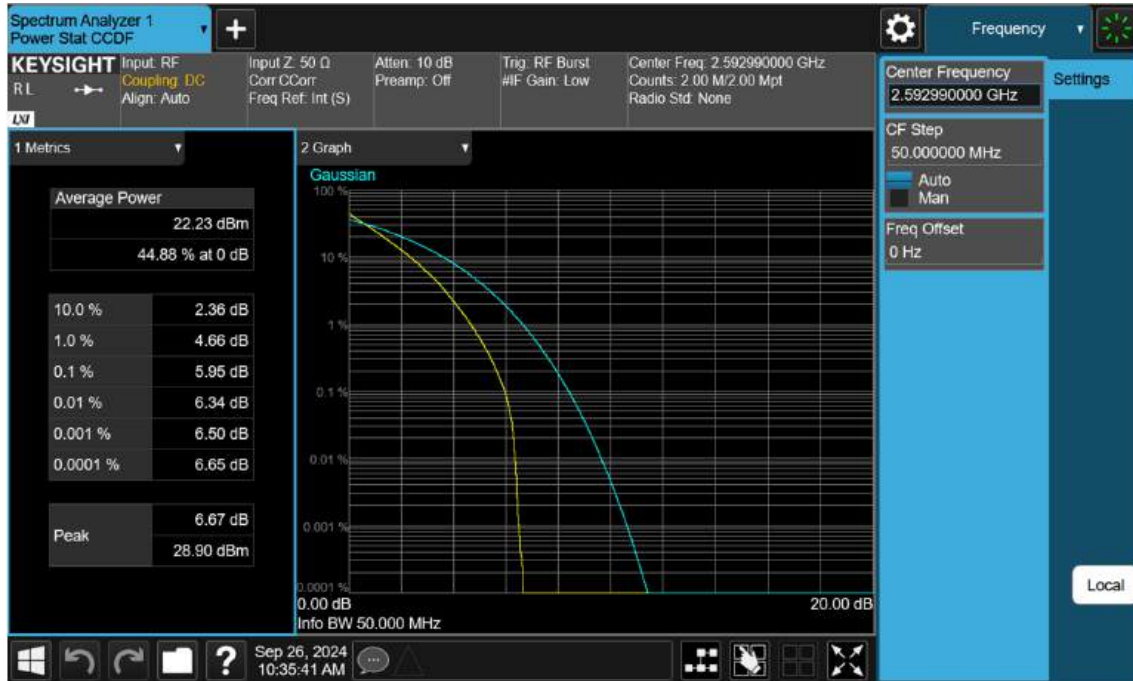 Spectrum Analyzer 1
Power Stat CCDF
Frequency
KEYSIGHT
R L
LXI
Input: RF
Coupling: DC
Align: Auto
Input Z: 50 Ω
Corr CCorr
Freq Ref: Int (S)
Atten: 10 dB
Preamp: Off
Trig: RF Burst
#IF Gain: Low
Center Freq: 2.592990000 GHz
Counts: 2.00 M/2.00 Mpt
Radio Std: None
Center Frequency
2.592990000 GHz
Settings
CF Step
50.000000 MHz
Auto
Man
Freq Offset
0 Hz
1 Metrics
Average Power
22.23 dBm
44.88 % at 0 dB
10.0 % 2.36 dB
1.0 % 4.66 dB
0.1 % 5.95 dB
0.01 % 6.34 dB
0.001 % 6.50 dB
0.0001 % 6.65 dB
Peak
6.67 dB
28.90 dBm
2 Graph
Gaussian
100 %
10 %
1 %
0.1 %
0.01 %
0.001 %
0.0001 %
0.00 dB 20.00 dB
Info BW 50.000 MHz
Local
?
Sep 26, 2024
10:35:41 AM